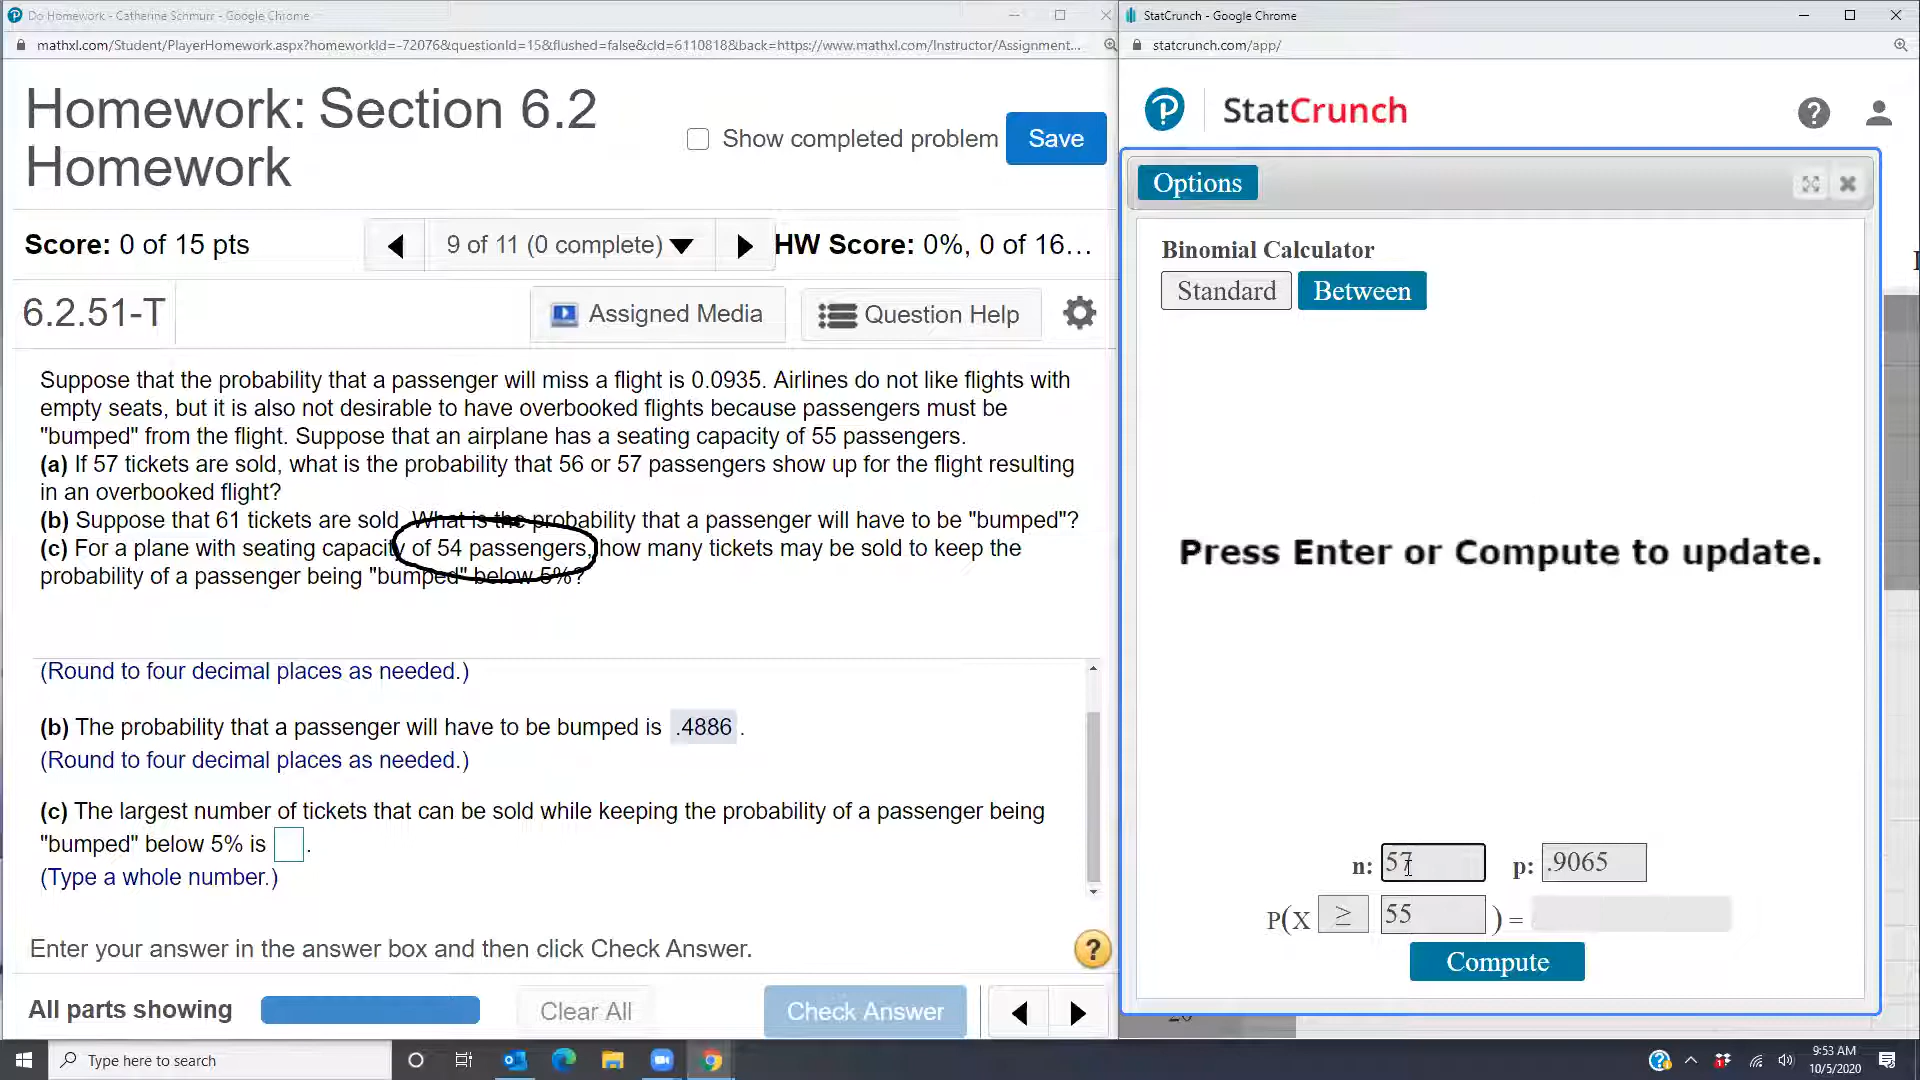 Do Homework - Catherine Schmurr - Google Chrome
mathxl.com/Student/PlayerHomework.aspx?homeworkId=-72076&questionId=15&flushed=false&cId=6110818&back=https://www.mathxl.com/Instructor/Assignment...
Homework: Section 6.2
Homework
Show completed problem
Save
Score: 0 of 15 pts
9 of 11 (0 complete)
HW Score: 0%, 0 of 16...
6.2.51-T
Assigned Media
Question Help
Suppose that the probability that a passenger will miss a flight is 0.0935. Airlines do not like flights with
empty seats, but it is also not desirable to have overbooked flights because passengers must be
"bumped" from the flight. Suppose that an airplane has a seating capacity of 55 passengers.
(a) If 57 tickets are sold, what is the probability that 56 or 57 passengers show up for the flight resulting
in an overbooked flight?
(b) Suppose that 61 tickets are sold. What is the probability that a passenger will have to be "bumped"?
(c) For a plane with seating capacity of 54 passengers, how many tickets may be sold to keep the
probability of a passenger being "bumped" below 5%?
(Round to four decimal places as needed.)
(b) The probability that a passenger will have to be bumped is .4886 .
(Round to four decimal places as needed.)
(c) The largest number of tickets that can be sold while keeping the probability of a passenger being
"bumped" below 5% is .
(Type a whole number.)
Enter your answer in the answer box and then click Check Answer.
?
All parts showing
Clear All
Check Answer
StatCrunch - Google Chrome
statcrunch.com/app/
StatCrunch
Options
Binomial Calculator
Standard
Between
Press Enter or Compute to update.
n: 57 p: .9065
P(X ≥ 55 ) =
Compute
20
Type here to search
9:53 AM
10/5/2020